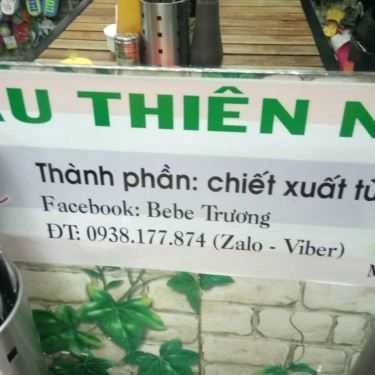 THIÊN
Thành phần: chiết xuất từ
Facebook: Bebe Trương
ĐT: 0938.177.874 (Zalo - Viber)